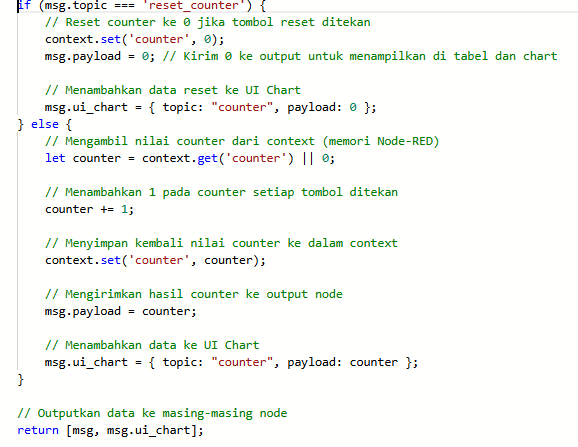 if (msg.topic === 'reset_counter') {
    // Reset counter ke 0 jika tombol reset ditekan
    context.set('counter', 0);
    msg.payload = 0; // Kirim 0 ke output untuk menampilkan di tabel dan chart

    // Menambahkan data reset ke UI Chart
    msg.ui_chart = { topic: "counter", payload: 0 };
} else {
    // Mengambil nilai counter dari context (memori Node-RED)
    let counter = context.get('counter') || 0;

    // Menambahkan 1 pada counter setiap tombol ditekan
    counter += 1;

    // Menyimpan kembali nilai counter ke dalam context
    context.set('counter', counter);

    // Mengirimkan hasil counter ke output node
    msg.payload = counter;

    // Menambahkan data ke UI Chart
    msg.ui_chart = { topic: "counter", payload: counter };
}

// Outputkan data ke masing-masing node
return [msg, msg.ui_chart];